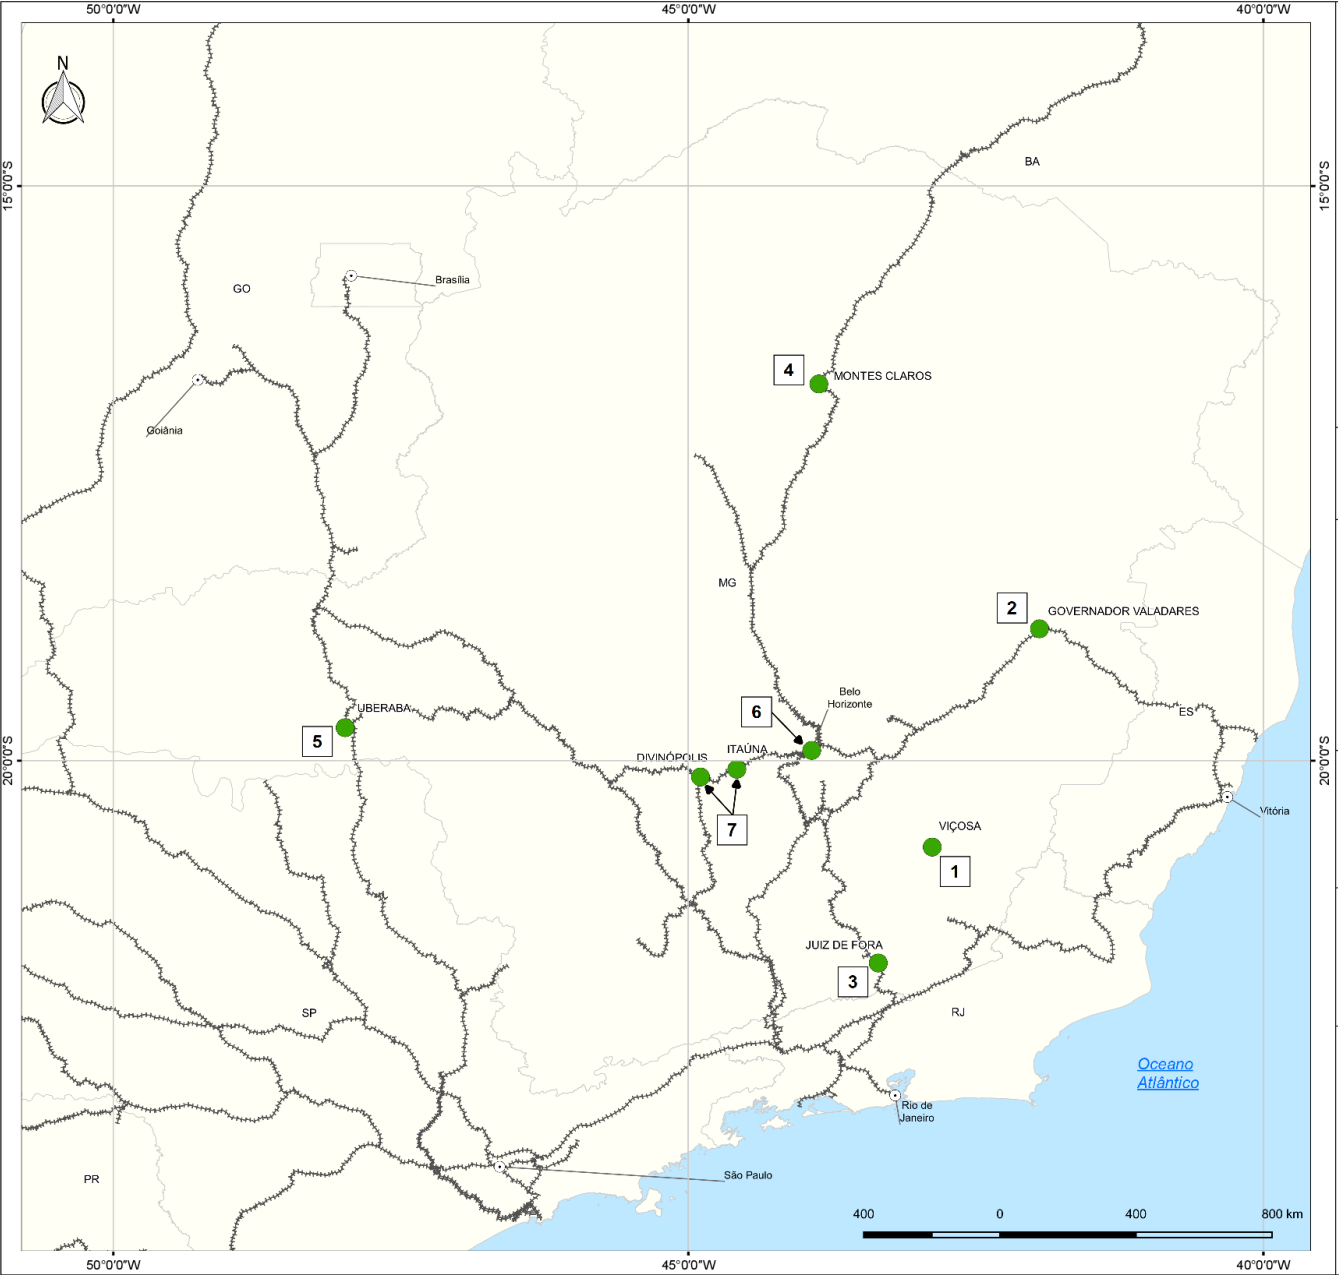 50°0'0"W
45°0'0"W
40°0'0"W
N
BA
15°0'0"S
15°0'0"S
Brasília
GO
4
MONTES CLAROS
Goiânia
MG
2
GOVERNADOR VALADARES
Belo
Horizonte
6
UBERABA
ES
5
ITAÚNA
DIVINÓPOLIS
20°0'0"S
20°0'0"S
Vitória
7
VIÇOSA
1
JUIZ DE FORA
3
SP
RJ
Oceano
Atlântico
Rio de
Janeiro
PR
São Paulo
400
0
400
800 km
50°0'0"W
45°0'0"W
40°0'0"W